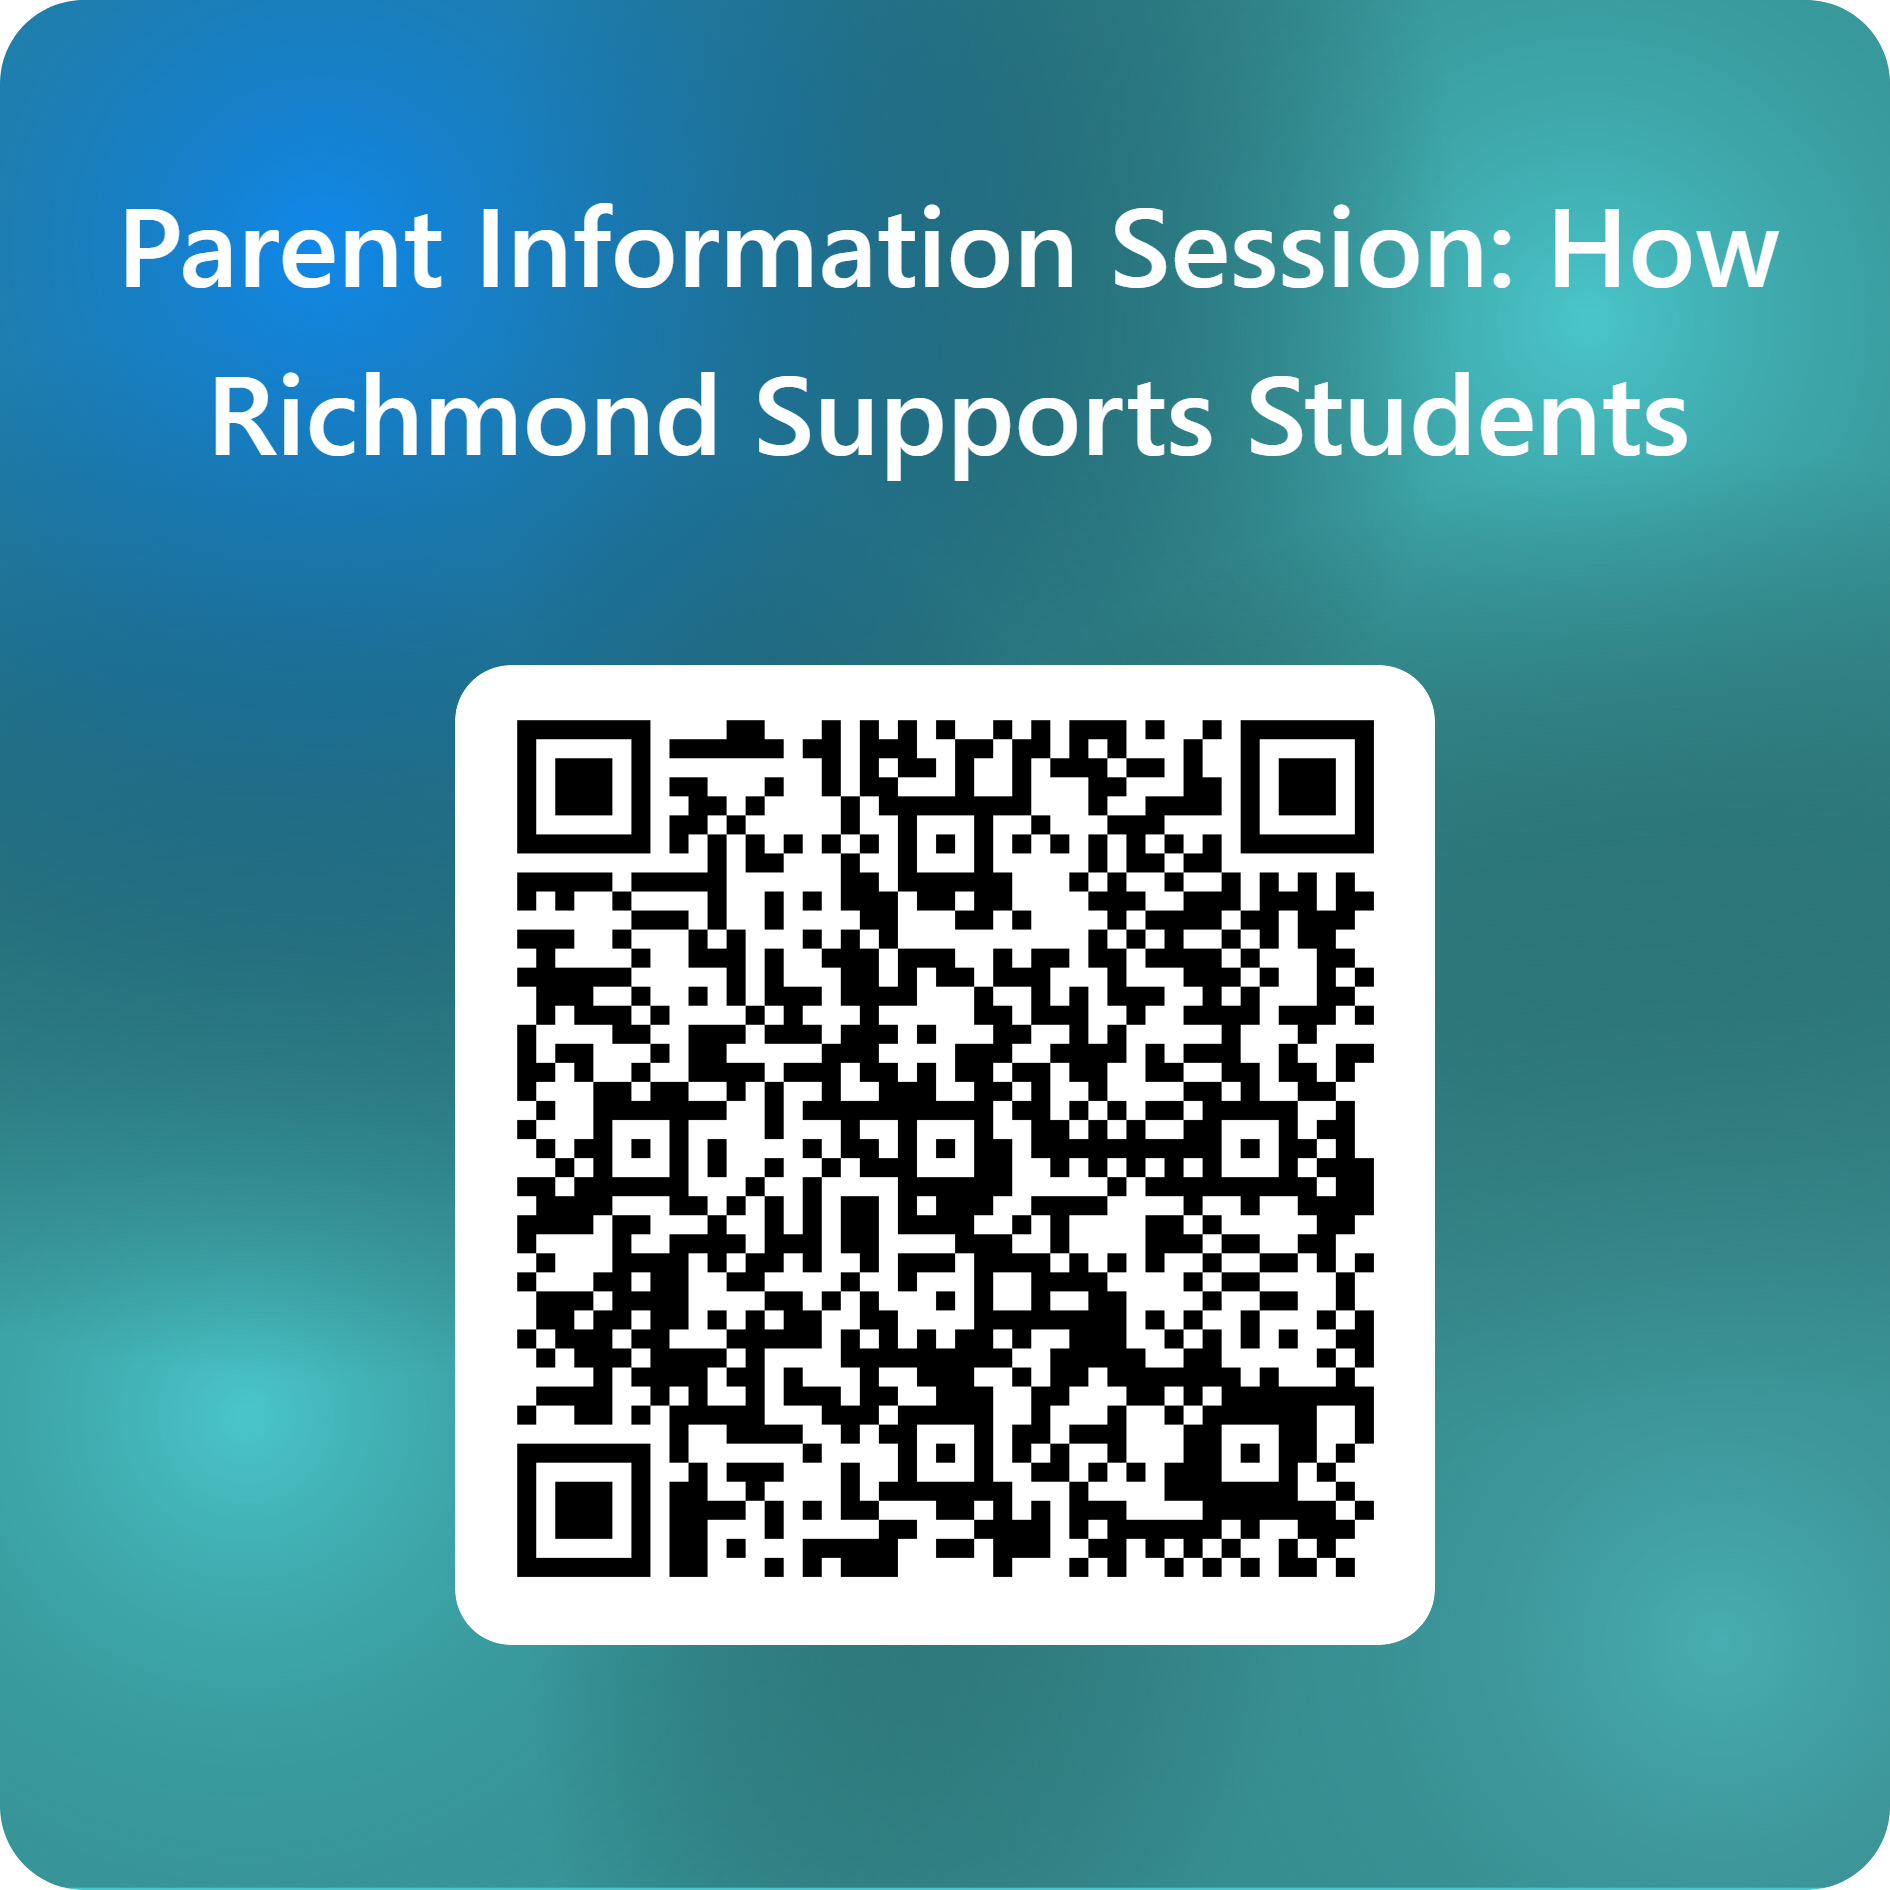 Parent Information Session: How
Richmond Supports Students